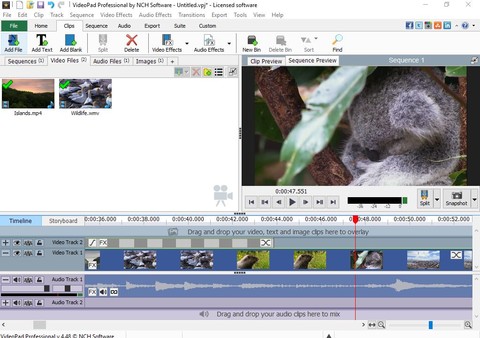 VideoPad Professional by NCH Software - Untitled.vpj* - Licensed software
File Edit Clip Track Sequence Video Effects Audio Effects Transitions Export Tools View Help
File Home Clips Sequence Audio Export Suite Custom
Add File Add Text Add Blank Split Delete Video Effects Audio Effects New Bin Delete Bin Sort Find
Sequences (1) Video Files (2) Audio Files (1) Images (1) +
Clip Preview Sequence Preview Sequence 1
Islands.mp4 Wildlife.wmv
0:00:47.551
-36 -24 -12 0
Split Snapshot
Timeline Storyboard 0:00:36.000 0:00:38.000 0:00:40.000 0:00:42.000 0:00:44.000 0:00:46.000 0:00:48.000 0:00:50.000 0:00:52.000
Drag and drop your video, text and image clips here to overlay
Video Track 2 FX
Video Track 1
Audio Track 1
FX
Audio Track 2
Drag and drop your audio clips here to mix
VideoPad Professional v 4.48 © NCH Software